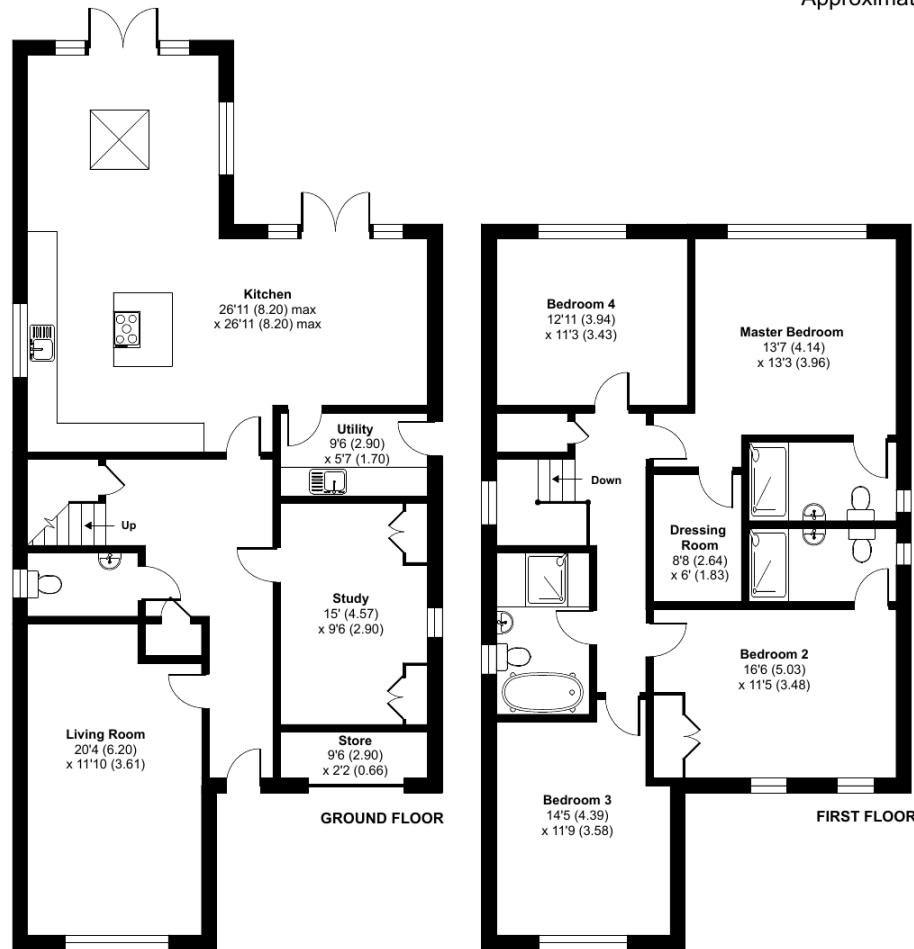 Approximat
Kitchen
26'11 (8.20) max
x 26'11 (8.20) max
Utility
9'6 (2.90)
x 5'7 (1.70)
Up
Study
15' (4.57)
x 9'6 (2.90)
Living Room
20'4 (6.20)
x 11'10 (3.61)
Store
9'6 (2.90)
x 2'2 (0.66)
GROUND FLOOR
Bedroom 4
12'11 (3.94)
x 11'3 (3.43)
Master Bedroom
13'7 (4.14)
x 13'3 (3.96)
Down
Dressing
Room
8'8 (2.64)
x 6' (1.83)
Bedroom 2
16'6 (5.03)
x 11'5 (3.48)
Bedroom 3
14'5 (4.39)
x 11'9 (3.58)
FIRST FLOOR